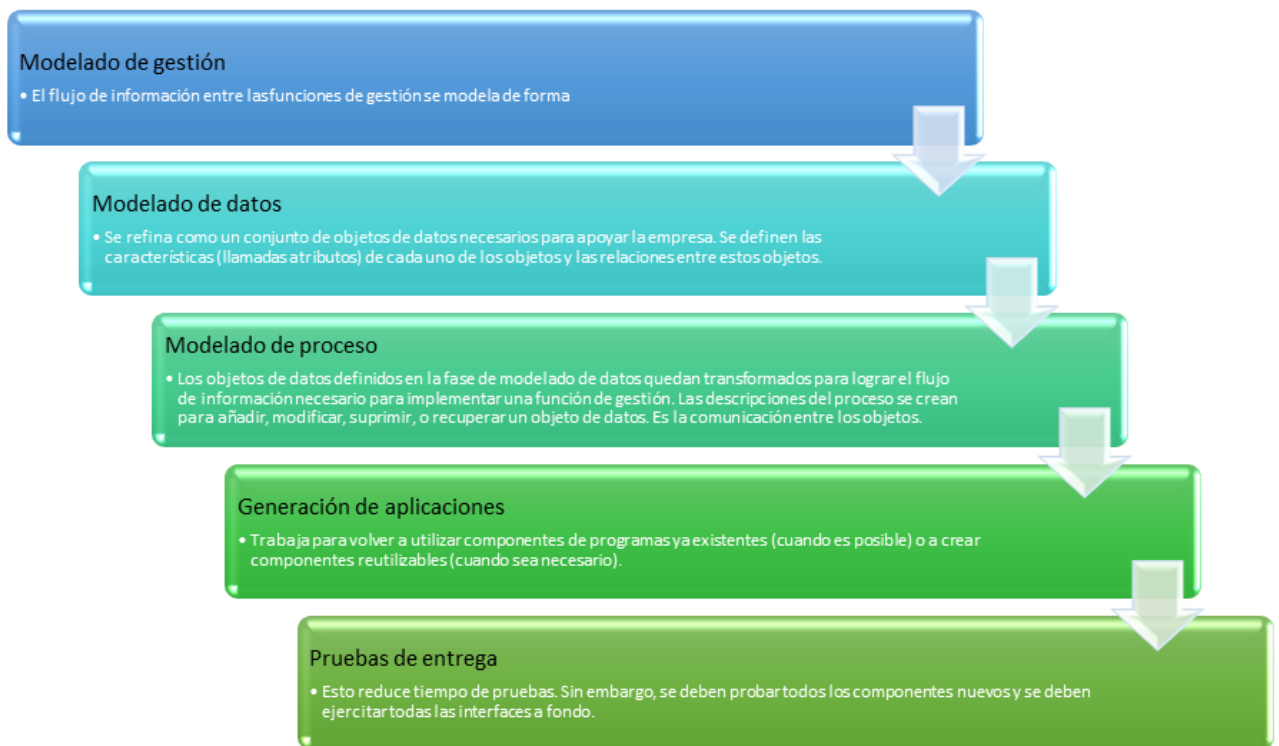 Modelado de gestión
• El flujo de información entre lasfunciones de gestión se modela de forma
Modelado de datos
• Se refina como un conjunto de objetos de datos necesarios para apoyar la empresa. Se definen las
características (llamadas atributos) de cada uno de los objetos y las relaciones entre estos objetos.
Modelado de proceso
• Los objetos de datos definidos en la fase de modelado de datos quedan transformados para lograr el flujo
de información necesario para implementar una función de gestión. Las descripciones del proceso se crean
para añadir, modificar, suprimir, o recuperar un objeto de datos. Es la comunicación entre los objetos.
Generación de aplicaciones
• Trabaja para volver a utilizar componentes de programas ya existentes (cuando es posible) o a crear
componentes reutilizables (cuando sea necesario).
Pruebas de entrega
• Esto reduce tiempo de pruebas. Sin embargo, se deben probar todos los componentes nuevos y se deben
ejercitar todas las interfaces a fondo.